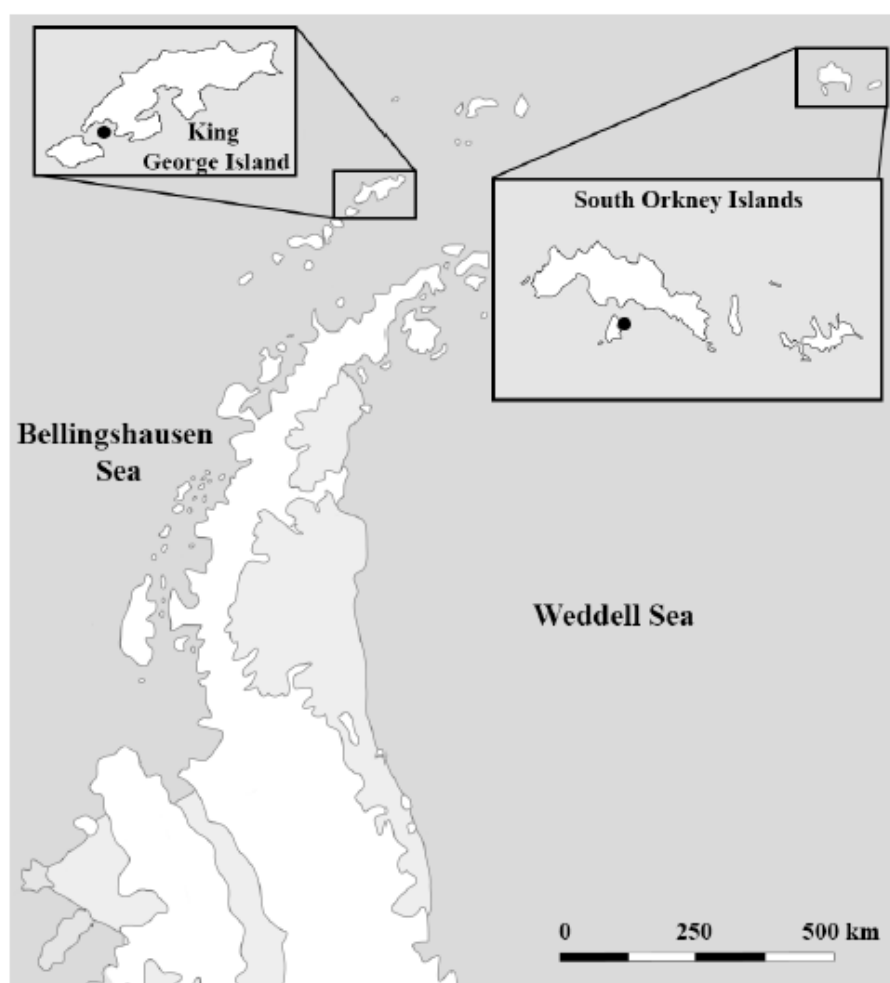 King
George Island
South Orkney Islands
Bellingshausen
Sea
Weddell Sea
0 250 500 km